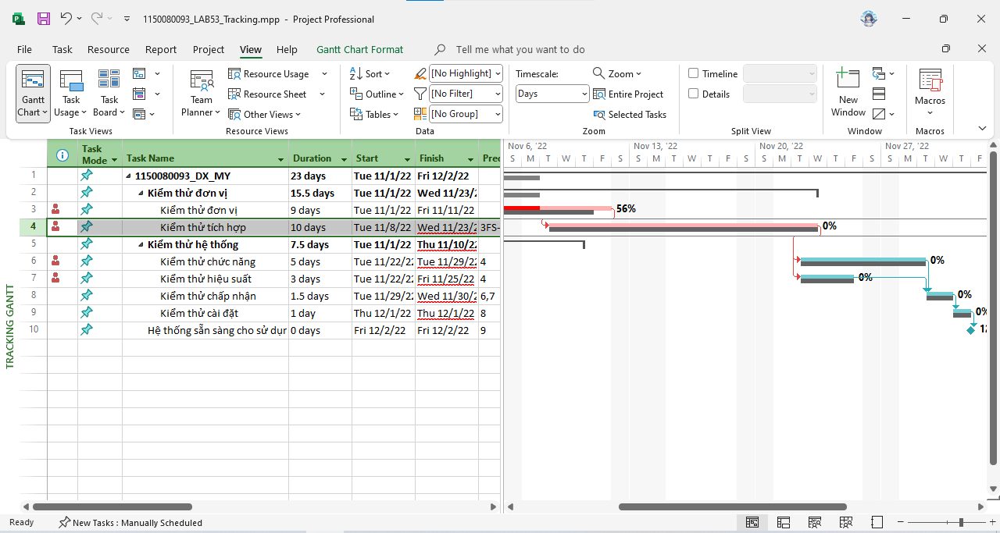 1150080093_LAB53_Tracking.mpp - Project Professional
File Task Resource Report Project View Help Gantt Chart Format Tell me what you want to do
Gantt Chart
Task Usage
Task Board
Task Views
Team Planner
Resource Usage
Resource Sheet
Other Views
Resource Views
Sort
Outline
Tables
[No Highlight]
[No Filter]
[No Group]
Data
Timescale:
Days
Zoom
Entire Project
Selected Tasks
Zoom
Timeline
Details
Split View
New Window
Window
Macros
Macros
Task Mode Task Name Duration Start Finish Pred
Nov 6, '22 Nov 13, '22 Nov 20, '22 Nov 27, '22
S M T W T F S S M T W T F S S M T W T F S S M T W T F
1 1150080093_DX_MY 23 days Tue 11/1/22 Fri 12/2/22
2 Kiểm thử đơn vị 15.5 days Tue 11/1/22 Wed 11/23/2
3 Kiểm thử đơn vị 9 days Tue 11/1/22 Fri 11/11/22 56%
4 Kiểm thử tích hợp 10 days Tue 11/8/22 Wed 11/23/2 3FS- 0%
5 Kiểm thử hệ thống 7.5 days Tue 11/1/22 Thu 11/10/22
6 Kiểm thử chức năng 5 days Tue 11/22/22 Tue 11/29/22 4 0%
7 Kiểm thử hiệu suất 3 days Tue 11/22/22 Fri 11/25/22 4 0%
8 Kiểm thử chấp nhận 1.5 days Tue 11/29/22 Wed 11/30/2 6,7 0%
9 Kiểm thử cài đặt 1 day Thu 12/1/22 Thu 12/1/22 8 0%
10 Hệ thống sẵn sàng cho sử dụng 0 days Fri 12/2/22 Fri 12/2/22 9 12
TRACKING GANTT
Ready New Tasks : Manually Scheduled